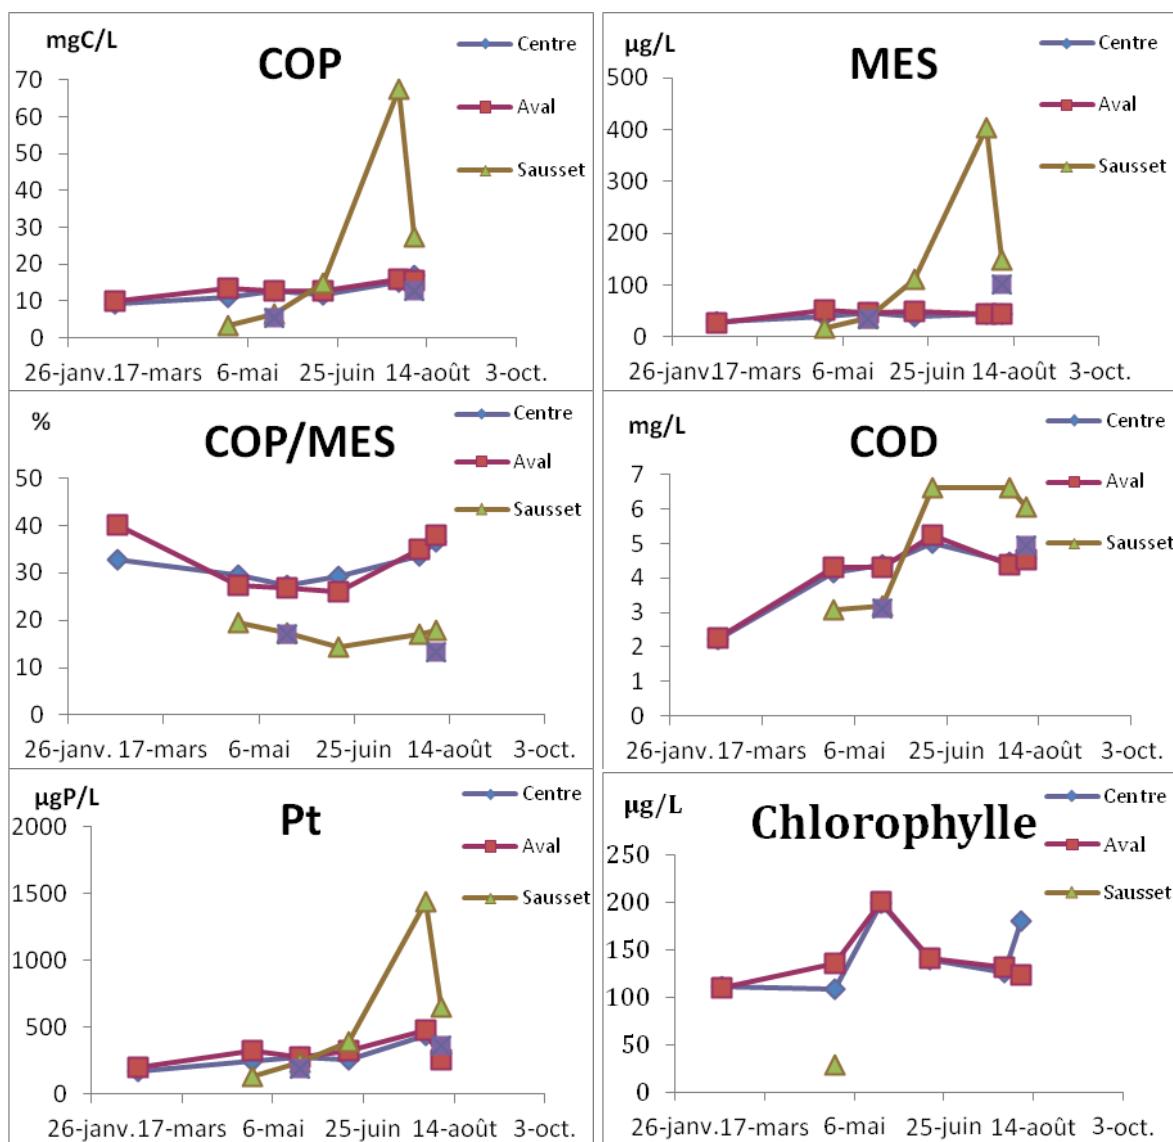 mgC/L
COP
Centre
Aval
Sausset
70
60
50
40
30
20
10
0
26-janv.17-mars 6-mai 25-juin 14-août 3-oct.
µg/L
MES
Centre
Aval
Sausset
500
400
300
200
100
0
26-janv.17-mars 6-mai 25-juin 14-août 3-oct.
%
COP/MES
Centre
Aval
Sausset
50
40
30
20
10
0
26-janv. 17-mars 6-mai 25-juin 14-août 3-oct.
mg/L
COD
Centre
Aval
Sausset
7
6
5
4
3
2
1
0
26-janv. 17-mars 6-mai 25-juin 14-août 3-oct.
µgP/L
Pt
Centre
Aval
Sausset
2000
1500
1000
500
0
26-janv.17-mars 6-mai 25-juin 14-août 3-oct.
µg/L
Chlorophylle
Centre
Aval
Sausset
250
200
150
100
50
0
26-janv. 17-mars 6-mai 25-juin 14-août 3-oct.